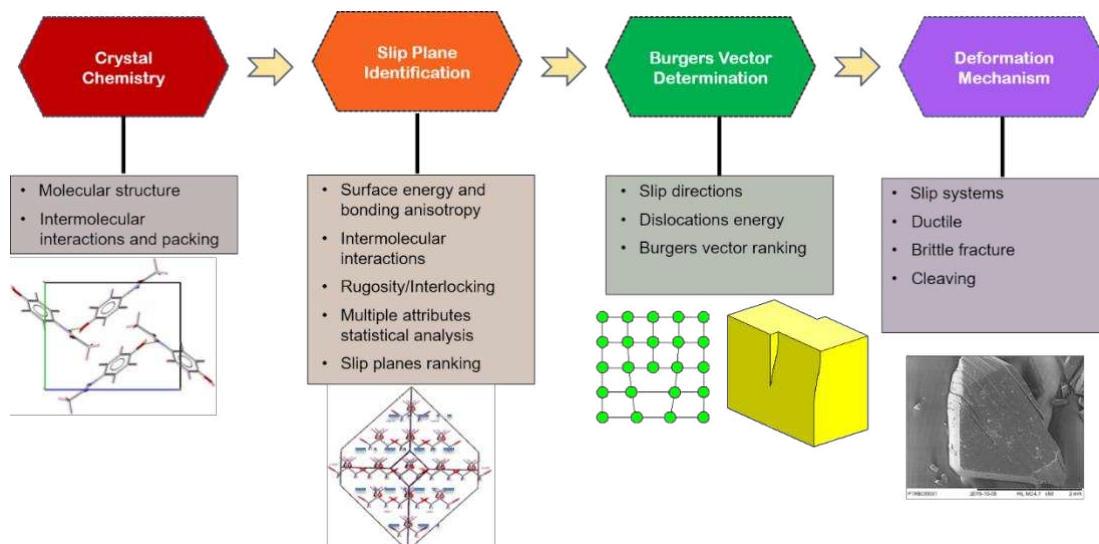 Crystal
Chemistry
Slip Plane
Identification
Burgers Vector
Determination
Deformation
Mechanism
• Molecular structure
• Intermolecular
interactions and packing
• Surface energy and
bonding anisotropy
• Intermolecular
interactions
• Rugosity/Interlocking
• Multiple attributes
statistical analysis
• Slip planes ranking
• Slip directions
• Dislocations energy
• Burgers vector ranking
• Slip systems
• Ductile
• Brittle fracture
• Cleaving
2 mm